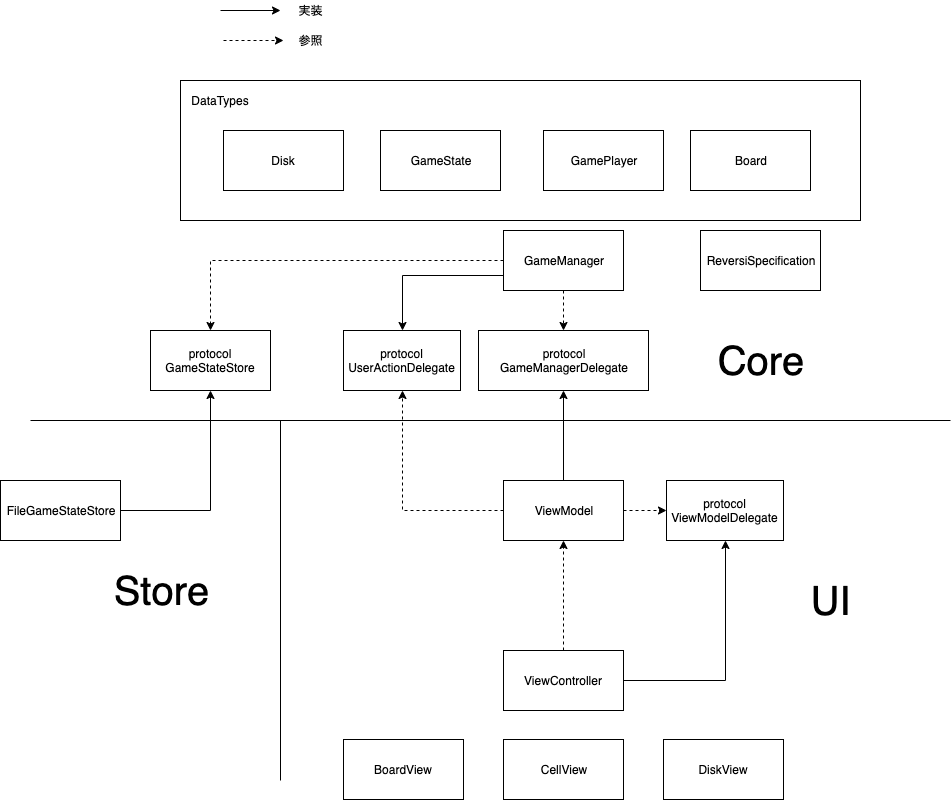 実装
参照
DataTypes
Disk
GameState
GamePlayer
Board
GameManager
ReversiSpecification
protocol
GameStateStore
protocol
UserActionDelegate
protocol
GameManagerDelegate
Core
FileGameStateStore
ViewModel
protocol
ViewModelDelegate
Store
UI
ViewController
BoardView
CellView
DiskView